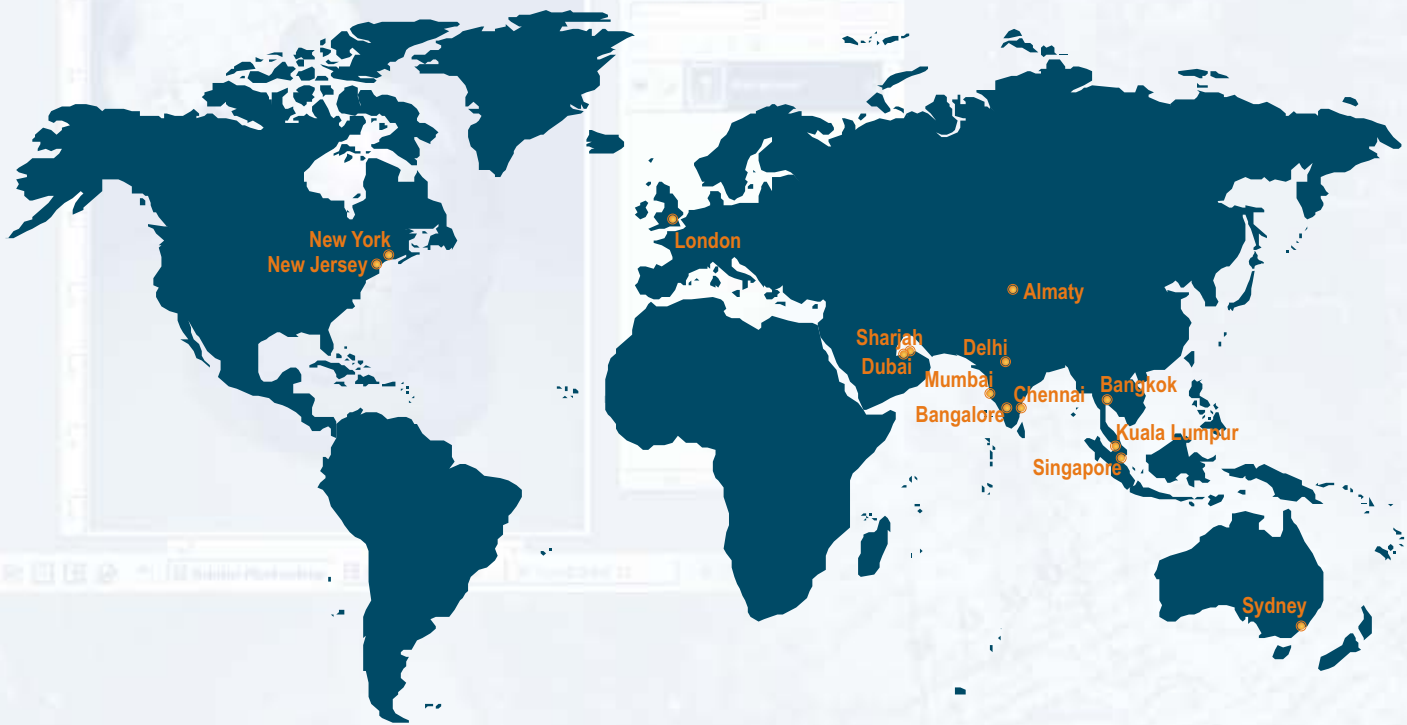 New York
New Jersey
London
Almaty
Sharjah
Dubai
Delhi
Mumbai
Chennai
Bangalore
Bangkok
Kuala Lumpur
Singapore
Sydney